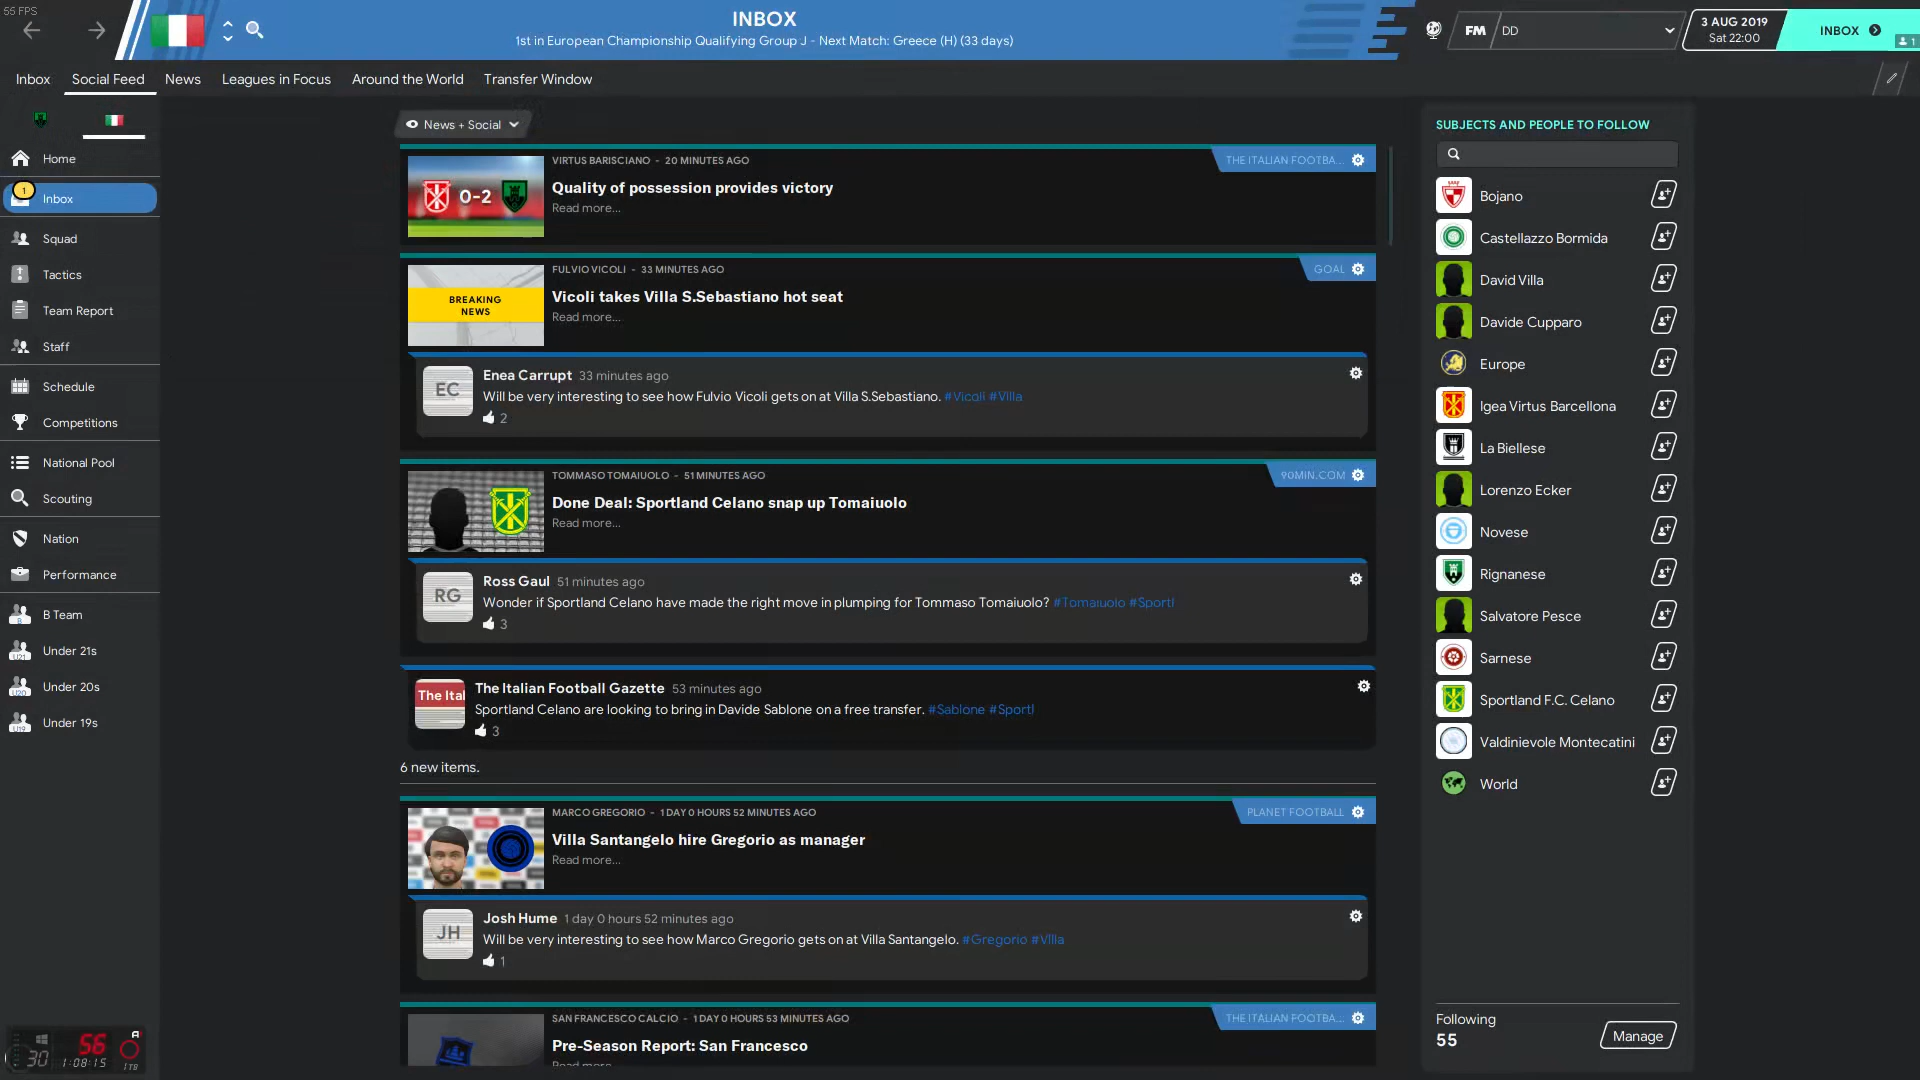 55 FPS
INBOX
1st in European Championship Qualifying Group J - Next Match: Greece (H) (33 days)
FM
DD
3 AUG 2019
Sat 22:00
INBOX
1
Inbox
Social Feed
News
Leagues in Focus
Around the World
Transfer Window
Home
1
Inbox
Squad
Tactics
Team Report
Staff
Schedule
Competitions
National Pool
Scouting
Nation
Performance
B Team
Under 21s
Under 20s
Under 19s
30
56
1:08:15
1TB
News + Social
VIRTUS BARISCIANO - 20 MINUTES AGO
THE ITALIAN FOOTBA...
0-2
Quality of possession provides victory
Read more...
FULVIO VICOLI - 33 MINUTES AGO
GOAL
BREAKING
NEWS
Vicoli takes Villa S.Sebastiano hot seat
Read more...
EC
Enea Carrupt 33 minutes ago
Will be very interesting to see how Fulvio Vicoli gets on at Villa S.Sebastiano. #Vicoli #Villa
2
TOMMASO TOMAIUOLO - 51 MINUTES AGO
90MIN.COM
Done Deal: Sportland Celano snap up Tomaiuolo
Read more...
RG
Ross Gaul 51 minutes ago
Wonder if Sportland Celano have made the right move in plumping for Tommaso Tomaiuolo? #Tomaiuolo #Sportl
3
The Ital
The Italian Football Gazette 53 minutes ago
Sportland Celano are looking to bring in Davide Sablone on a free transfer. #Sablone #Sportl
3
6 new items.
MARCO GREGORIO - 1 DAY 0 HOURS 52 MINUTES AGO
PLANET FOOTBALL
Villa Santangelo hire Gregorio as manager
Read more...
JH
Josh Hume 1 day 0 hours 52 minutes ago
Will be very interesting to see how Marco Gregorio gets on at Villa Santangelo. #Gregorio #Villa
1
SAN FRANCESCO CALCIO - 1 DAY 0 HOURS 53 MINUTES AGO
THE ITALIAN FOOTBA...
Pre-Season Report: San Francesco
Read more...
SUBJECTS AND PEOPLE TO FOLLOW
Bojano
Castellazzo Bormida
David Villa
Davide Cupparo
Europe
Igea Virtus Barcellona
La Biellese
Lorenzo Ecker
Novese
Rignanese
Salvatore Pesce
Sarnese
Sportland F.C. Celano
Valdinievole Montecatini
World
Following
55
Manage